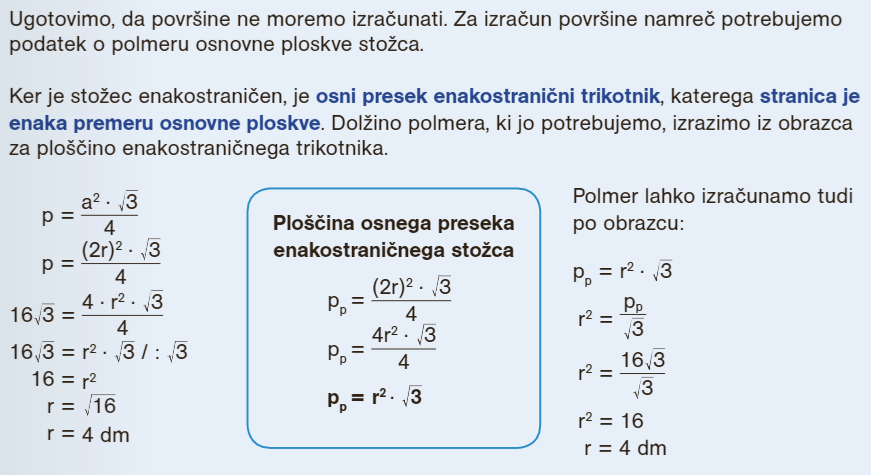 Ugotovimo, da površine ne moremo izračunati. Za izračun površine namreč potrebujemo
podatek o polmeru osnovne ploskve stožca.
Ker je stožec enakostraničen, je osni presek enakostranični trikotnik, katerega stranica je
enaka premeru osnovne ploskve. Dolžino polmera, ki jo potrebujemo, izrazimo iz obrazca
za ploščino enakostraničnega trikotnika.
p = a² · √3 / 4
p = (2r)² · √3 / 4
16√3 = 4 · r² · √3 / 4
16√3 = r² · √3 / : √3
16 = r²
r = √16
r = 4 dm
Ploščina osnega preseka
enakostraničnega stožca
pₚ = (2r)² · √3 / 4
pₚ = 4r² · √3 / 4
pₚ = r² · √3
Polmer lahko izračunamo tudi
po obrazcu:
pₚ = r² · √3
r² = pₚ / √3
r² = 16√3 / √3
r² = 16
r = 4 dm